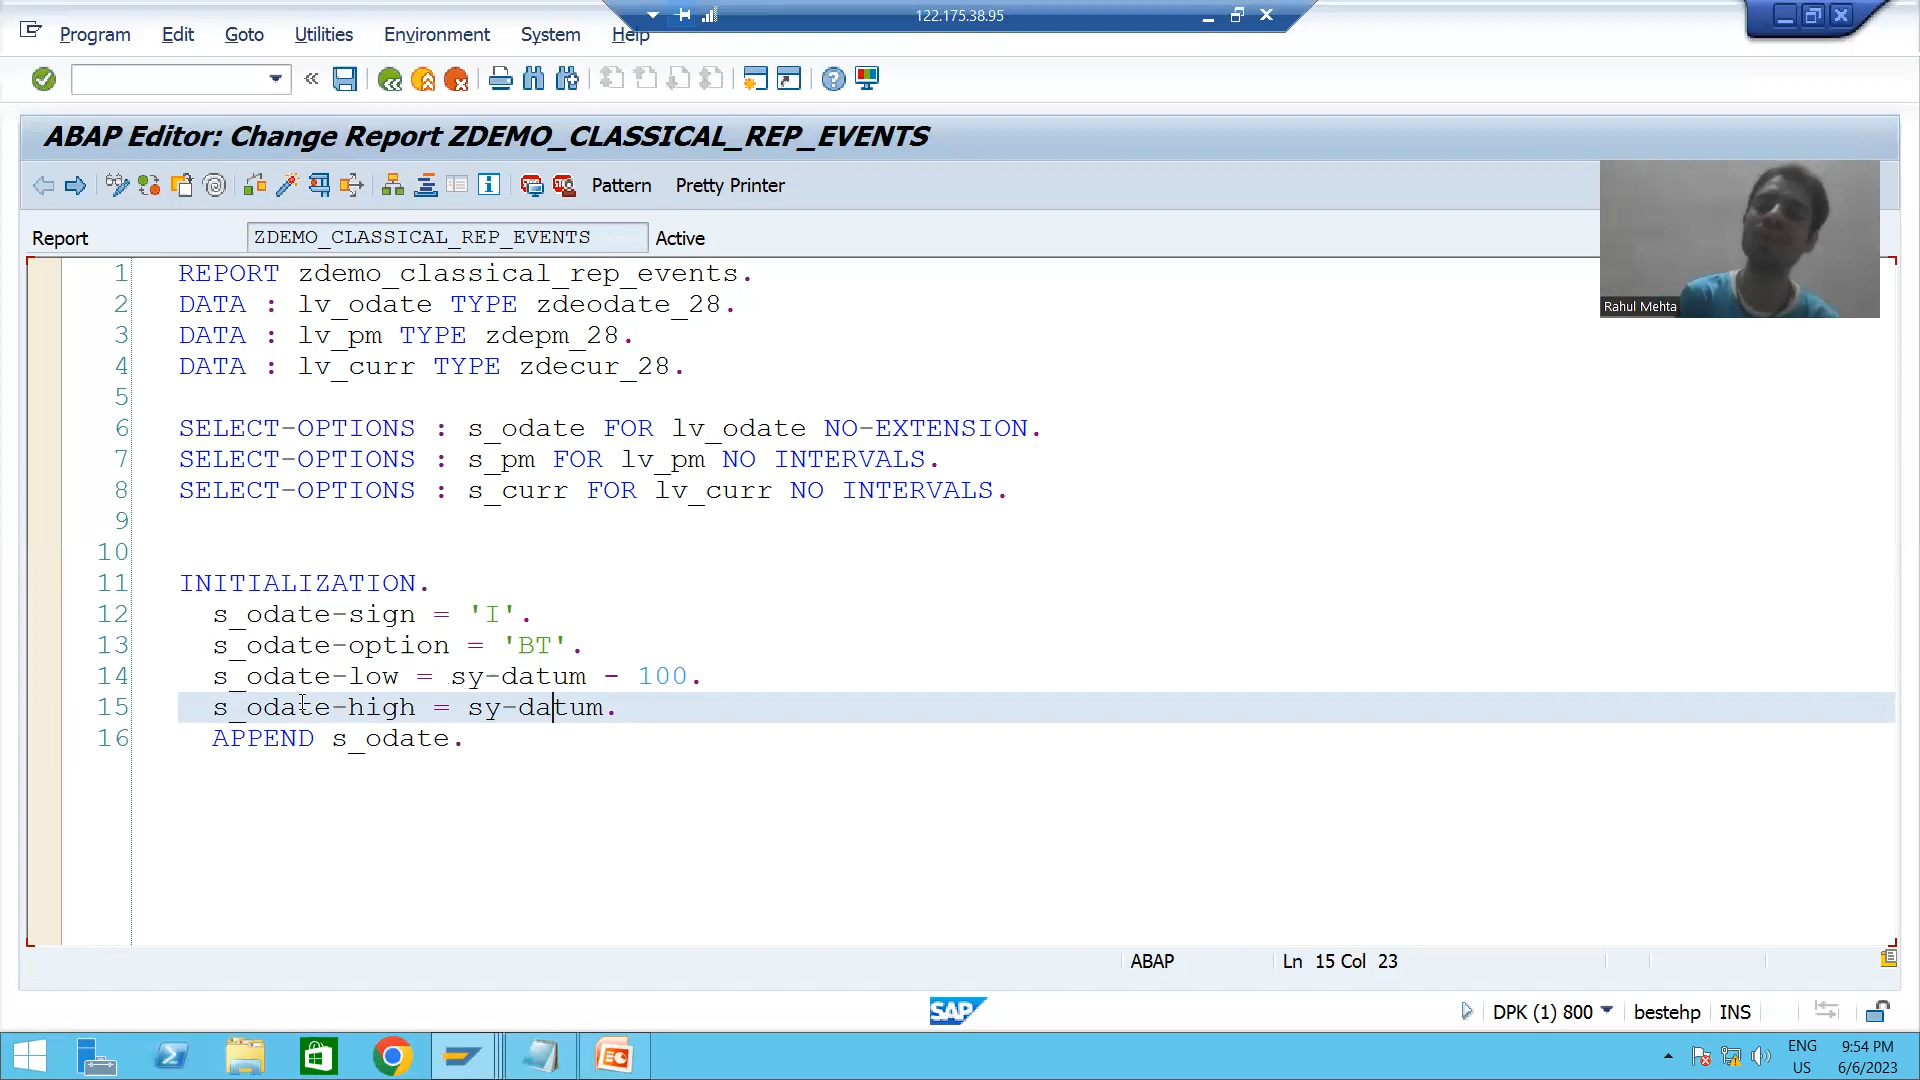 122.175.38.95
Program Edit Goto Utilities Environment System Help
ABAP Editor: Change Report ZDEMO_CLASSICAL_REP_EVENTS
Pattern Pretty Printer
Report ZDEMO_CLASSICAL_REP_EVENTS Active
Rahul Mehta
1 REPORT zdemo_classical_rep_events.
2 DATA : lv_odate TYPE zdeodate_28.
3 DATA : lv_pm TYPE zdepm_28.
4 DATA : lv_curr TYPE zdecur_28.
5
6 SELECT-OPTIONS : s_odate FOR lv_odate NO-EXTENSION.
7 SELECT-OPTIONS : s_pm FOR lv_pm NO INTERVALS.
8 SELECT-OPTIONS : s_curr FOR lv_curr NO INTERVALS.
9
10
11 INITIALIZATION.
12 s_odate-sign = 'I'.
13 s_odate-option = 'BT'.
14 s_odate-low = sy-datum - 100.
15 s_odate-high = sy-datum.
16 APPEND s_odate.
ABAP Ln 15 Col 23
SAP DPK (1) 800 bestehp INS
ENG 9:54 PM
US 6/6/2023